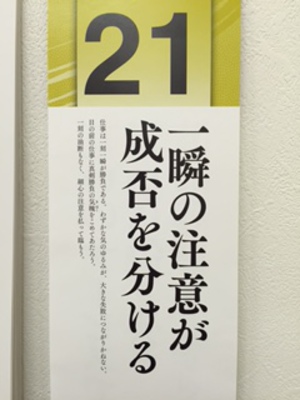 21
一瞬の注意が
成否を分ける
仕事は一刻一瞬が勝負である。わずかな気のゆるみが、大きな失敗につながりかねない。
目の前の仕事に真剣勝負の気魄をこめてあたろう。
一刻の油断もなく、細心の注意を払って臨もう。